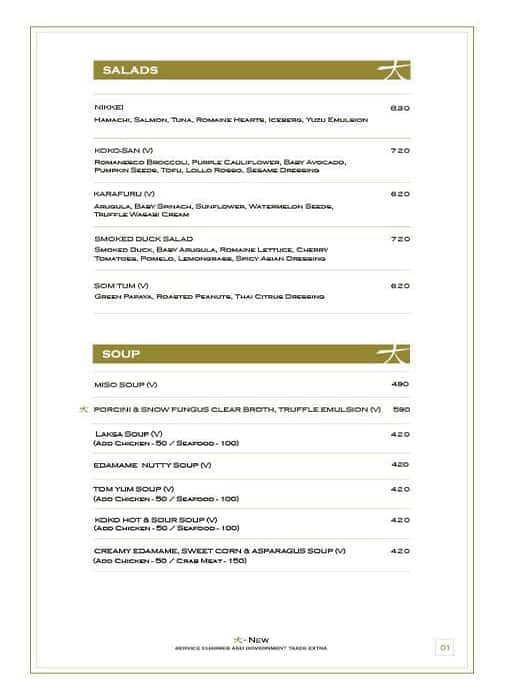 SALADS 大
NIKKEI 830
HAMACHI, SALMON, TUNA, ROMAINE HEARTS, ICEBERG, YUZU EMULSION
KOKO-SAN (V) 720
ROMANESCO BROCCOLI, PURPLE CAULIFLOWER, BABY AVOCADO,
PUMPKIN SEEDS, TOFU, LOLLO ROSSO, SESAME DRESSING
KARAFURU (V) 620
ARUGULA, BABY SPINACH, SUNFLOWER, WATERMELON SEEDS,
TRUFFLE WASABI CREAM
SMOKED DUCK SALAD 720
SMOKED DUCK, BABY ARUGULA, ROMAINE LETTUCE, CHERRY
TOMATOES, POMELO, LEMONGRASS, SPICY ASIAN DRESSING
SOM TUM (V) 620
GREEN PAPAYA, ROASTED PEANUTS, THAI CITRUS DRESSING
SOUP 大
MISO SOUP (V) 490
大 PORCINI & SNOW FUNGUS CLEAR BROTH, TRUFFLE EMULSION (V) 590
LAKSA SOUP (V) 420
(ADD CHICKEN - 50 / SEAFOOD - 100)
EDAMAME NUTTY SOUP (V) 420
TOM YUM SOUP (V) 420
(ADD CHICKEN - 50 / SEAFOOD - 100)
KOKO HOT & SOUR SOUP (V) 420
(ADD CHICKEN - 50 / SEAFOOD - 100)
CREAMY EDAMAME, SWEET CORN & ASPARAGUS SOUP (V) 420
(ADD CHICKEN - 50 / CRAB MEAT - 150)
大 - NEW
SERVICE CHARGES AND GOVERNMENT TAXES EXTRA
01